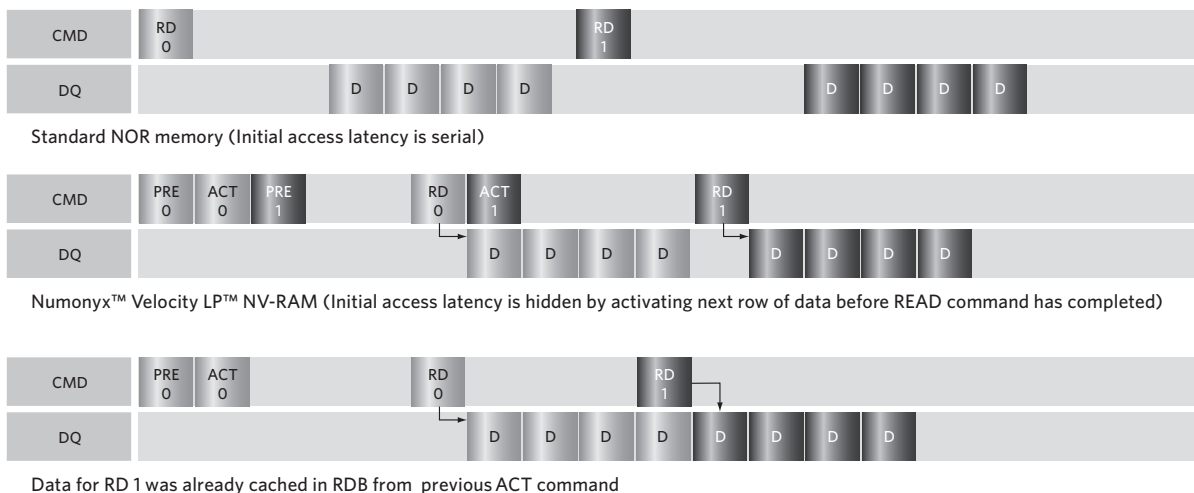 CMD RD 0 RD 1
DQ D D D D D D D D
Standard NOR memory (Initial access latency is serial)
CMD PRE 0 ACT 0 PRE 1 RD 0 ACT 1 RD 1
DQ D D D D D D D D
Numonyx™ Velocity LP™ NV-RAM (Initial access latency is hidden by activating next row of data before READ command has completed)
CMD PRE 0 ACT 0 RD 0 RD 1
DQ D D D D D D D D
Data for RD 1 was already cached in RDB from previous ACT command